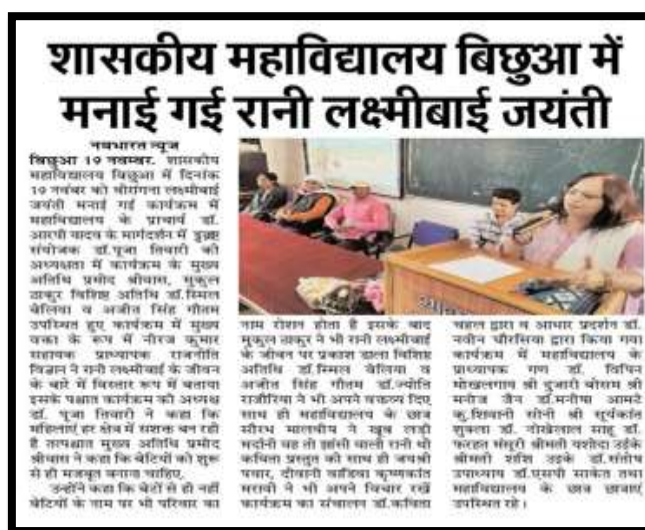 शासकीय महाविद्यालय बिछुआ में
मनाई गई रानी लक्ष्मीबाई जयंती
नवभारत न्यूज
बिछुआ 19 नवम्बर. शासकीय
महाविद्यालय बिछुआ में दिनांक
19 नवंबर को वीरांगना लक्ष्मीबाई
जयंती मनाई गई कार्यक्रम में
महाविद्यालय के प्राचार्य डॉ.
आरपी यादव के मार्गदर्शन में
संयोजक डॉ.पूजा तिवारी की
अध्यक्षता में कार्यक्रम के मुख्य
अतिथि प्रमोद श्रीवास, मुकुल
ठाकुर विशिष्ट अतिथि डॉ.स्मिल
वेलिया व अजीत सिंह गौतम
उपस्थित हुए कार्यक्रम में मुख्य
वक्ता के रूप में नीरज कुमार
सहायक प्राध्यापक राजनीति
विज्ञान ने रानी लक्ष्मीबाई के जीवन
के बारे में विस्तार रूप में बताया
इसके पश्चात कार्यक्रम की अध्यक्ष
डॉ. पूजा तिवारी ने कहा कि
महिलाएं हर क्षेत्र में सशक्त बन रही
है तत्पश्चात मुख्य अतिथि प्रमोद
श्रीवास ने कहा कि बेटियों को शुरू
से ही मजबूत बनाना चाहिए.
उन्होंने कहा कि बेटों से ही नहीं
बेटियों के नाम पर भी परिवार का
नाम रोशन होता है इसके बाद
मुकुल ठाकुर ने भी रानी लक्ष्मीबाई
के जीवन पर प्रकाश डाला विशिष्ट
अतिथि डॉ.स्मिल वेलिया व
अजीत सिंह गौतम डॉ.ज्योति
राजोरिया ने भी अपने वक्तव्य दिए
साथ ही महाविद्यालय के छात्र
सौरभ मालवीय ने खूब लड़ी
मर्दानी वह तो झांसी वाली रानी थी
कविता प्रस्तुत की साथ ही जयश्री
पवार, दीवानी वाडिवा कृष्णकांत
सरावी ने भी अपने विचार रखें
कार्यक्रम का संचालन डॉ.कविता
चहल द्वारा व आभार प्रदर्शन डॉ.
नवीन चौरसिया द्वारा किया गया
कार्यक्रम में महाविद्यालय के
प्राध्यापक गण डॉ. विपिन
मोखलगाय श्री दुजारी बोसम श्री
मनोज जैन डॉ.मनीषा आमटे
कु.शिवानी सोनी श्री सूर्यकांत
शुक्ला डॉ. नोखेलाल साहू डॉ.
फरहत मंसूरी श्रीमती यशोदा उईके
श्रीमती शशि उइके डॉ.संतोष
उपाध्याय डॉ.एसपी साकेत तथा
महाविद्यालय के छात्र छात्राएं
उपस्थित रहे।